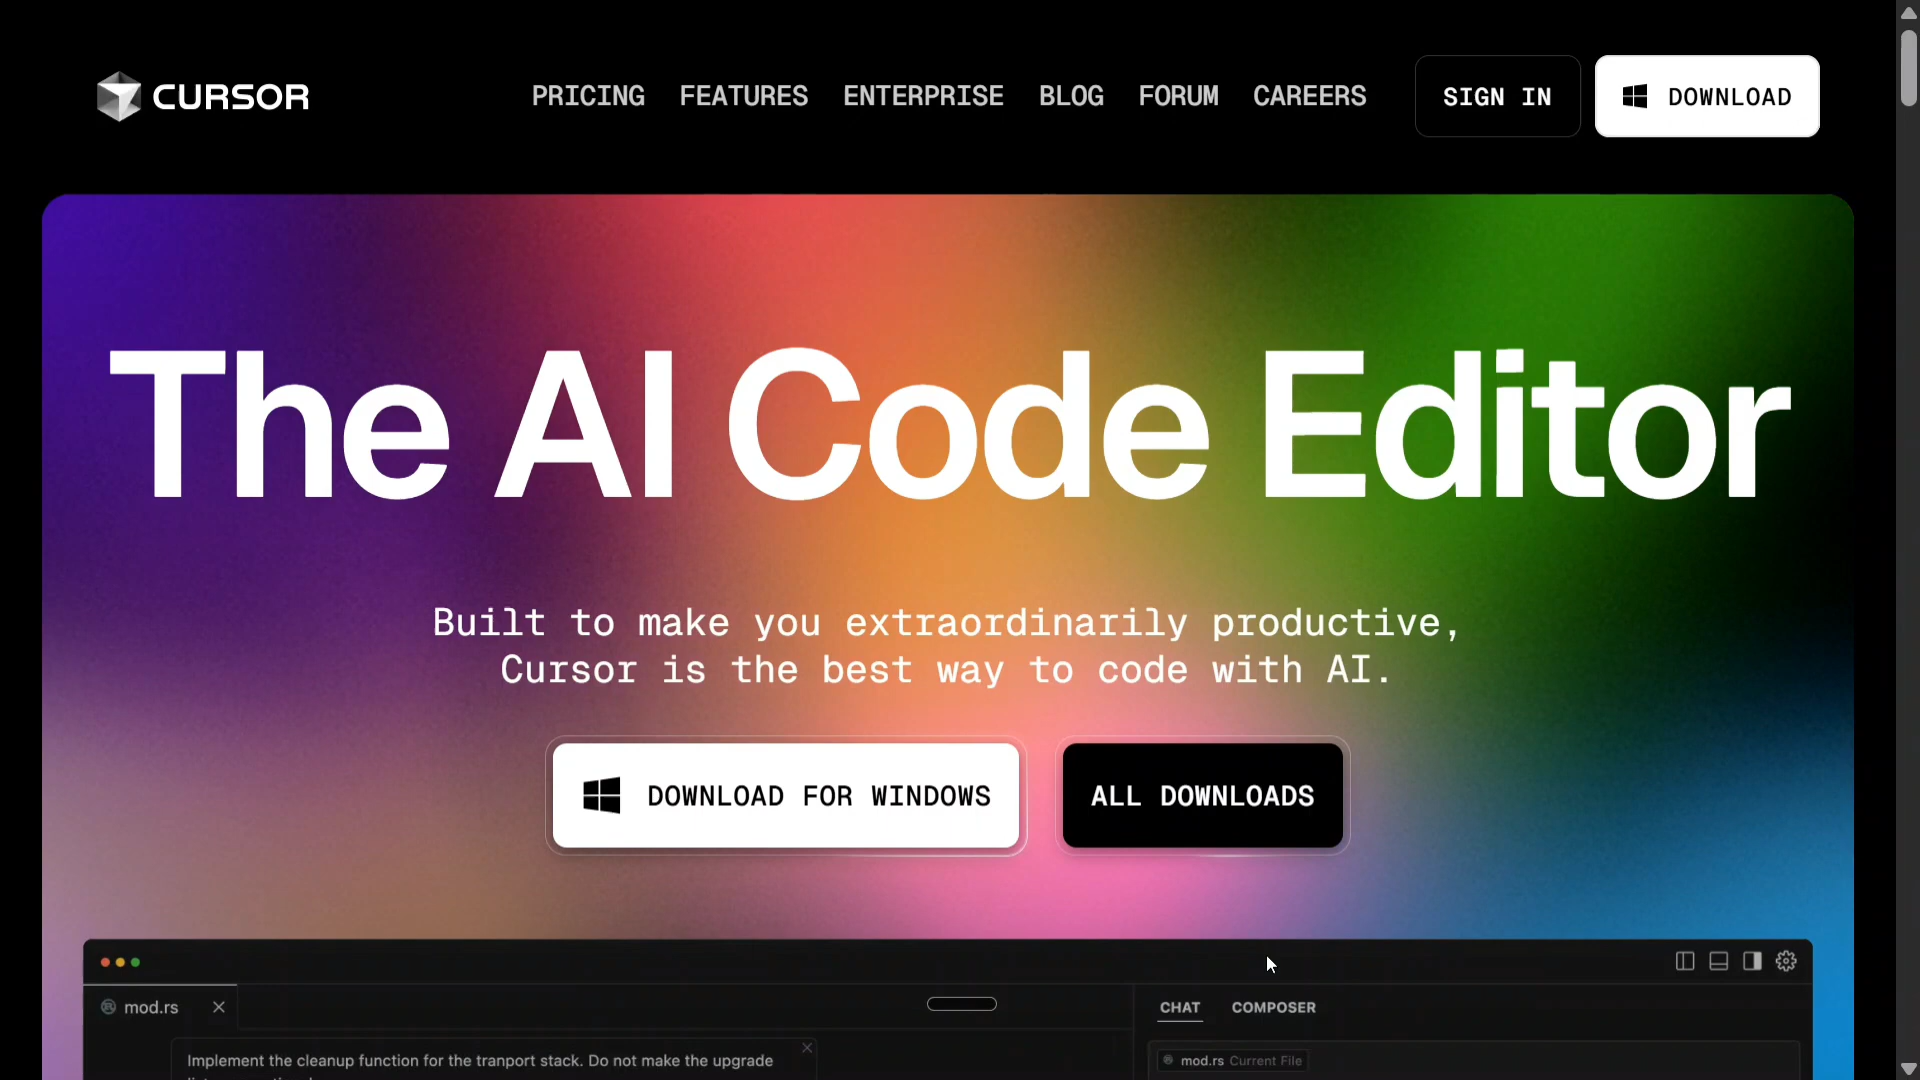 CURSOR
PRICING FEATURES ENTERPRISE BLOG FORUM CAREERS SIGN IN DOWNLOAD
The AI Code Editor
Built to make you extraordinarily productive,
Cursor is the best way to code with AI.
DOWNLOAD FOR WINDOWS
ALL DOWNLOADS
mod.rs
CHAT COMPOSER
Implement the cleanup function for the tranport stack. Do not make the upgrade
mod.rs Current File